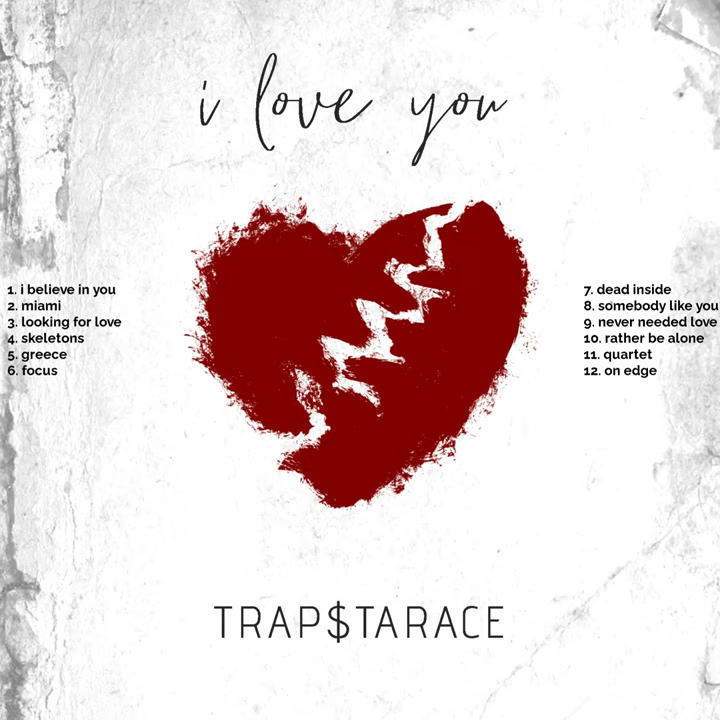 i love you
1. i believe in you
2. miami
3. looking for love
4. skeletons
5. greece
6. focus
7. dead inside
8. somebody like you
9. never needed love
10. rather be alone
11. quartet
12. on edge
TRAP$TARACE